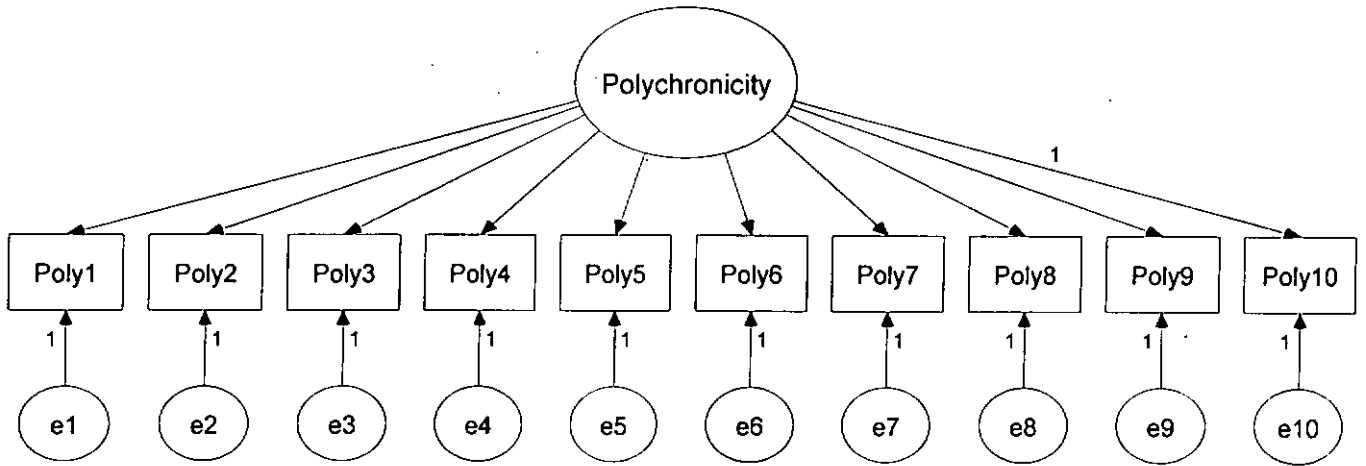 Polychronicity
1
Poly1 Poly2 Poly3 Poly4 Poly5 Poly6 Poly7 Poly8 Poly9 Poly10
1 1 1 1 1 1 1 1 1 1
e1 e2 e3 e4 e5 e6 e7 e8 e9 e10